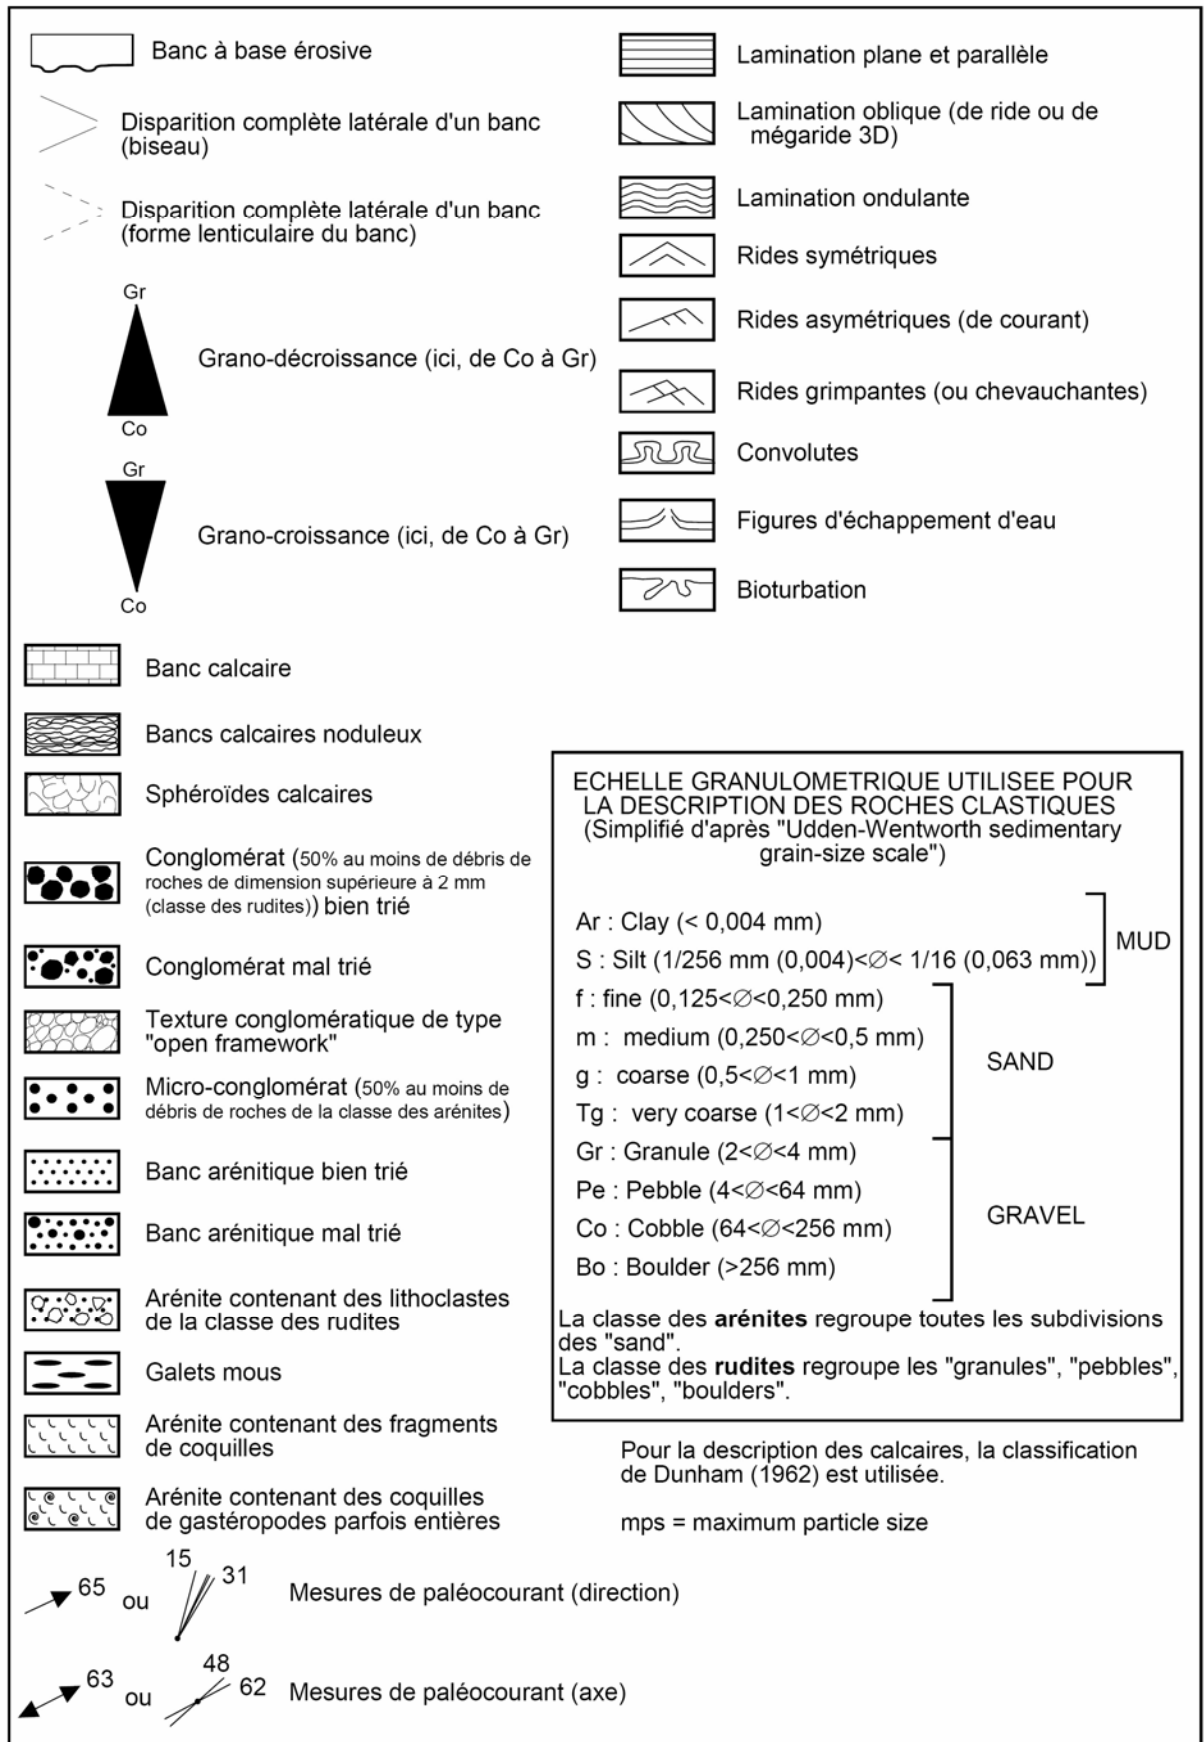 Banc à base érosive
Disparition complète latérale d'un banc
(biseau)
Disparition complète latérale d'un banc
(forme lenticulaire du banc)
Gr
Grano-décroissance (ici, de Co à Gr)
Co
Gr
Grano-croissance (ici, de Co à Gr)
Co
Lamination plane et parallèle
Lamination oblique (de ride ou de
mégaride 3D)
Lamination ondulante
Rides symétriques
Rides asymétriques (de courant)
Rides grimpantes (ou chevauchantes)
Convolutes
Figures d'échappement d'eau
Bioturbation
Banc calcaire
Bancs calcaires noduleux
Sphéroïdes calcaires
Conglomérat (50% au moins de débris de
roches de dimension supérieure à 2 mm
(classe des rudites)) bien trié
Conglomérat mal trié
Texture conglomératique de type
"open framework"
Micro-conglomérat (50% au moins de
débris de roches de la classe des arénites)
Banc arénitique bien trié
Banc arénitique mal trié
Arénite contenant des lithoclastes
de la classe des rudites
Galets mous
Arénite contenant des fragments
de coquilles
Arénite contenant des coquilles
de gastéropodes parfois entières
ECHELLE GRANULOMETRIQUE UTILISEE POUR
LA DESCRIPTION DES ROCHES CLASTIQUES
(Simplifié d'après "Udden-Wentworth sedimentary
grain-size scale")
Ar : Clay (< 0,004 mm)
S : Silt (1/256 mm (0,004)<∅< 1/16 (0,063 mm))
MUD
f : fine (0,125<∅<0,250 mm)
m : medium (0,250<∅<0,5 mm)
g : coarse (0,5<∅<1 mm)
Tg : very coarse (1<∅<2 mm)
SAND
Gr : Granule (2<∅<4 mm)
Pe : Pebble (4<∅<64 mm)
Co : Cobble (64<∅<256 mm)
Bo : Boulder (>256 mm)
GRAVEL
La classe des arénites regroupe toutes les subdivisions
des "sand".
La classe des rudites regroupe les "granules", "pebbles",
"cobbles", "boulders".
Pour la description des calcaires, la classification
de Dunham (1962) est utilisée.
mps = maximum particle size
65 ou 15 31 Mesures de paléocourant (direction)
63 ou 48 62 Mesures de paléocourant (axe)